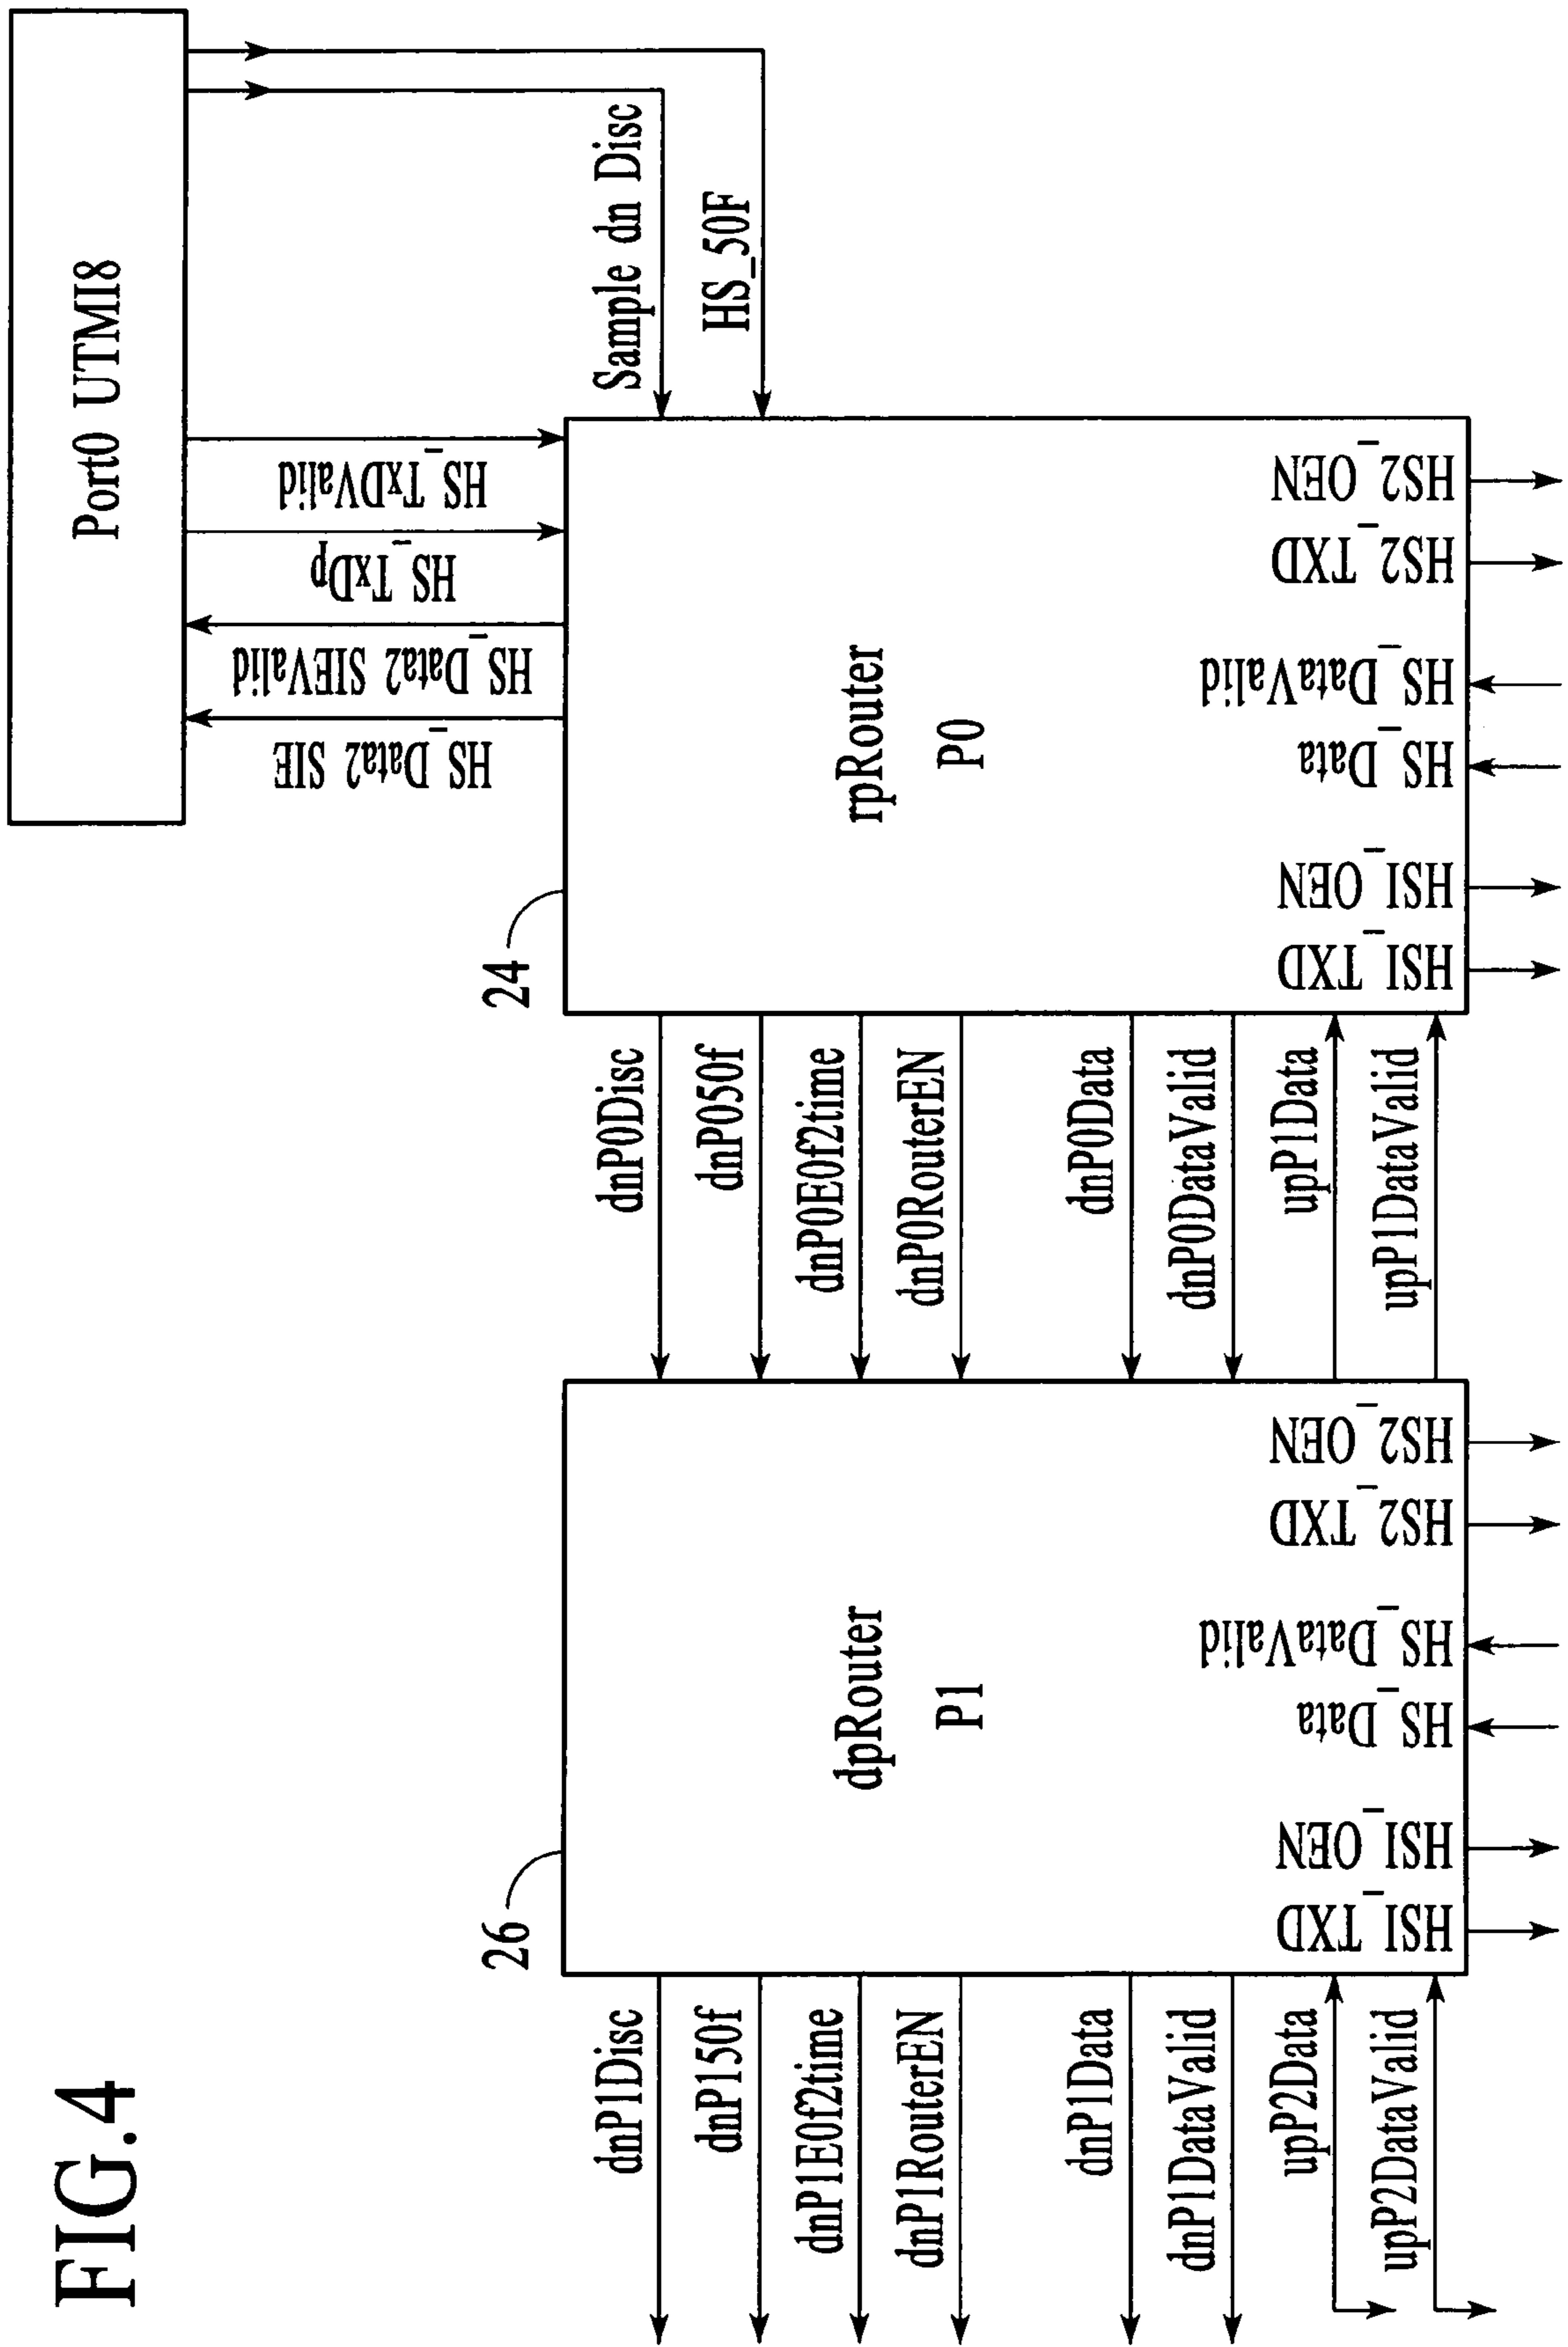 FIG.4
Port0 UTMI8
Sample dn Disc
HS_50F
HS_TxDValid
HS_TxDp
HS_Data2 SIEValid
HS_Data2 SIE
24
rpRouter
P0
HS2_OEN
HS2_TXD
HS_DataValid
HS_Data
HS1_OEN
HS1_TXD
dnP0Disc
dnP050f
dnP0E0f2time
dnP0RouterEN
dnP0Data
dnP0DataValid
upP1Data
upP1DataValid
26
dpRouter
P1
HS2_OEN
HS2_TXD
HS_DataValid
HS_Data
HS1_OEN
HS1_TXD
dnP1Disc
dnP150f
dnP1E0f2time
dnP1RouterEN
dnP1Data
dnP1DataValid
upP2Data
upP2DataValid